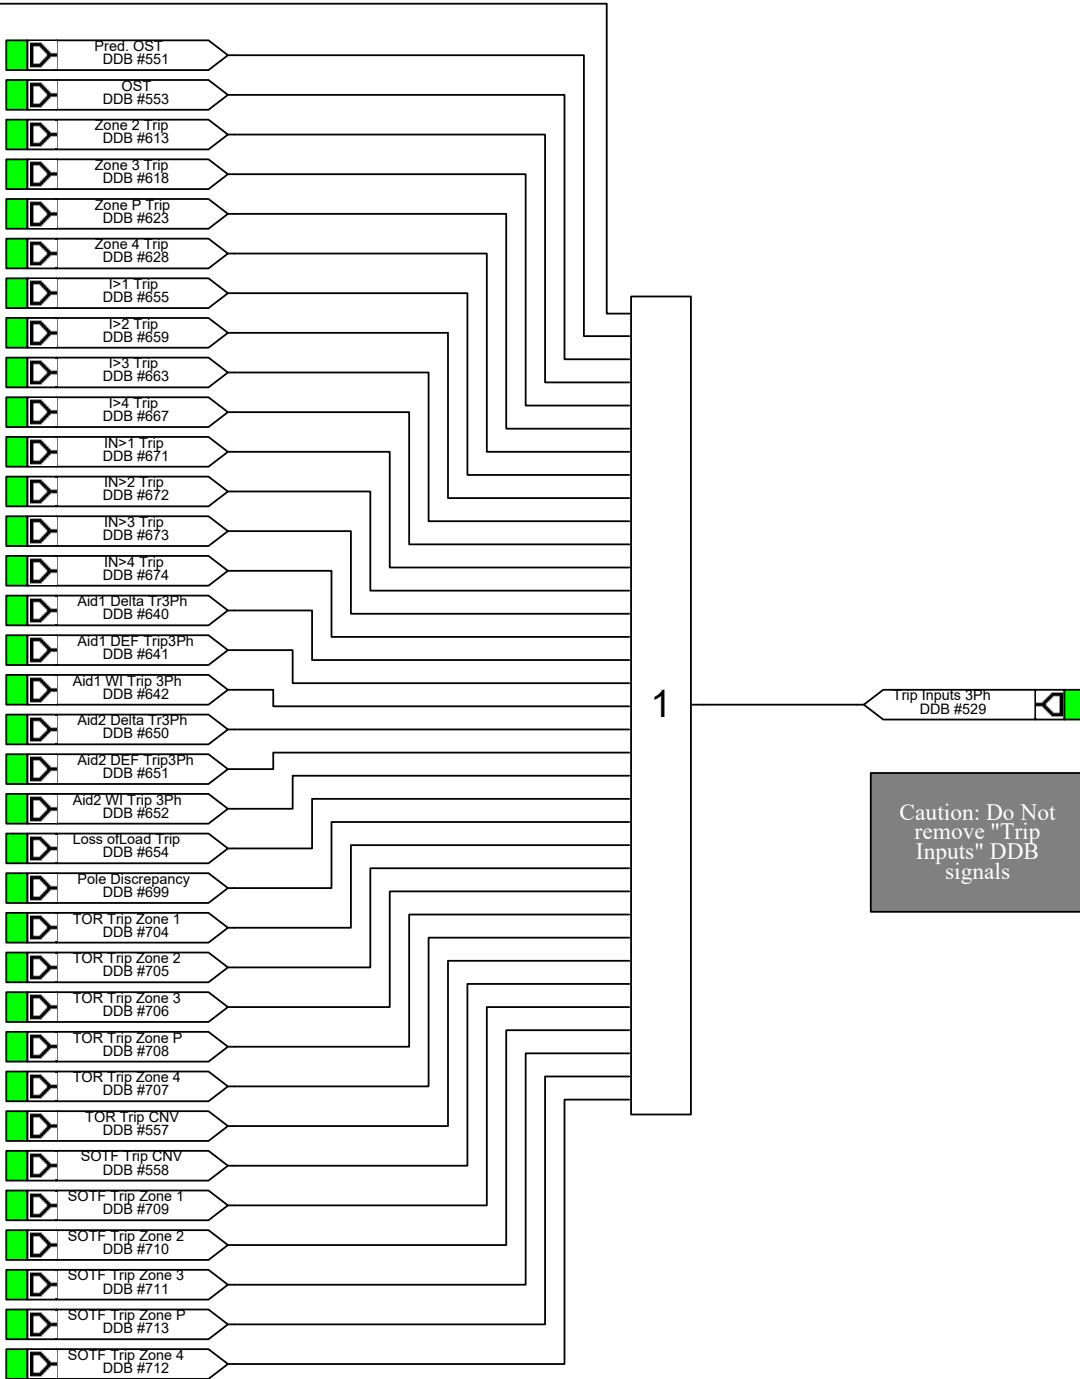 Pred. OST
DDB #551
OST
DDB #553
Zone 2 Trip
DDB #613
Zone 3 Trip
DDB #618
Zone P Trip
DDB #623
Zone 4 Trip
DDB #628
I>1 Trip
DDB #655
I>2 Trip
DDB #659
I>3 Trip
DDB #663
I>4 Trip
DDB #667
IN>1 Trip
DDB #671
IN>2 Trip
DDB #672
IN>3 Trip
DDB #673
IN>4 Trip
DDB #674
Aid1 Delta Tr3Ph
DDB #640
Aid1 DEF Trip3Ph
DDB #641
Aid1 WI Trip 3Ph
DDB #642
Aid2 Delta Tr3Ph
DDB #650
Aid2 DEF Trip3Ph
DDB #651
Aid2 WI Trip 3Ph
DDB #652
Loss ofLoad Trip
DDB #654
Pole Discrepancy
DDB #699
TOR Trip Zone 1
DDB #704
TOR Trip Zone 2
DDB #705
TOR Trip Zone 3
DDB #706
TOR Trip Zone P
DDB #708
TOR Trip Zone 4
DDB #707
TOR Trip CNV
DDB #557
SOTF Trip CNV
DDB #558
SOTF Trip Zone 1
DDB #709
SOTF Trip Zone 2
DDB #710
SOTF Trip Zone 3
DDB #711
SOTF Trip Zone P
DDB #713
SOTF Trip Zone 4
DDB #712
1
Trip Inputs 3Ph
DDB #529
Caution: Do Not
remove "Trip
Inputs" DDB
signals